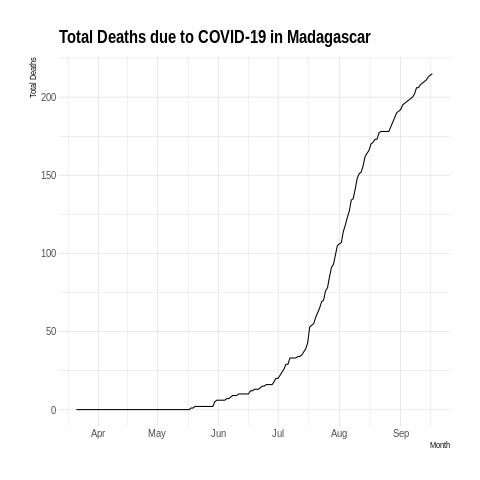 Total Deaths due to COVID-19 in Madagascar
Total Deaths
200
150
100
50
0
Apr May Jun Jul Aug Sep
Month